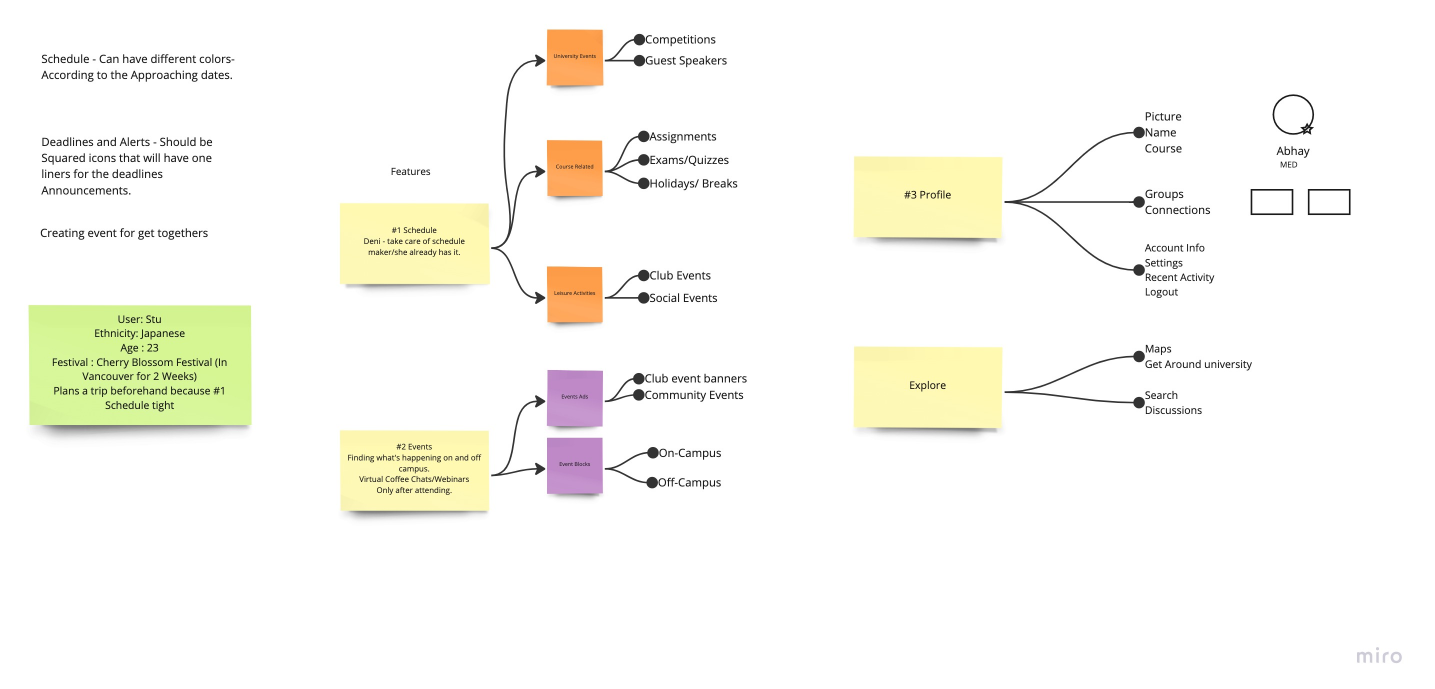 Schedule - Can have different colors-
According to the Approaching dates.
Deadlines and Alerts - Should be
Squared icons that will have one
liners for the deadlines
Announcements.
Creating event for get togethers
User: Stu
Ethnicity: Japanese
Age : 23
Festival : Cherry Blossom Festival (In
Vancouver for 2 Weeks)
Plans a trip beforehand because #1
Schedule tight
Features
#1 Schedule
Deni - take care of schedule
maker/she already has it.
University Events
Competitions
Guest Speakers
Course Related
Assignments
Exams/Quizzes
Holidays/ Breaks
Leisure Activities
Club Events
Social Events
#2 Events
Finding what's happening on and off
campus.
Virtual Coffee Chats/Webinars
Only after attending.
Events Ads
Club event banners
Community Events
Event Blocks
On-Campus
Off-Campus
#3 Profile
Picture
Name
Course
Groups
Connections
Account Info
Settings
Recent Activity
Logout
Abhay
MED
Explore
Maps
Get Around university
Search
Discussions
miro